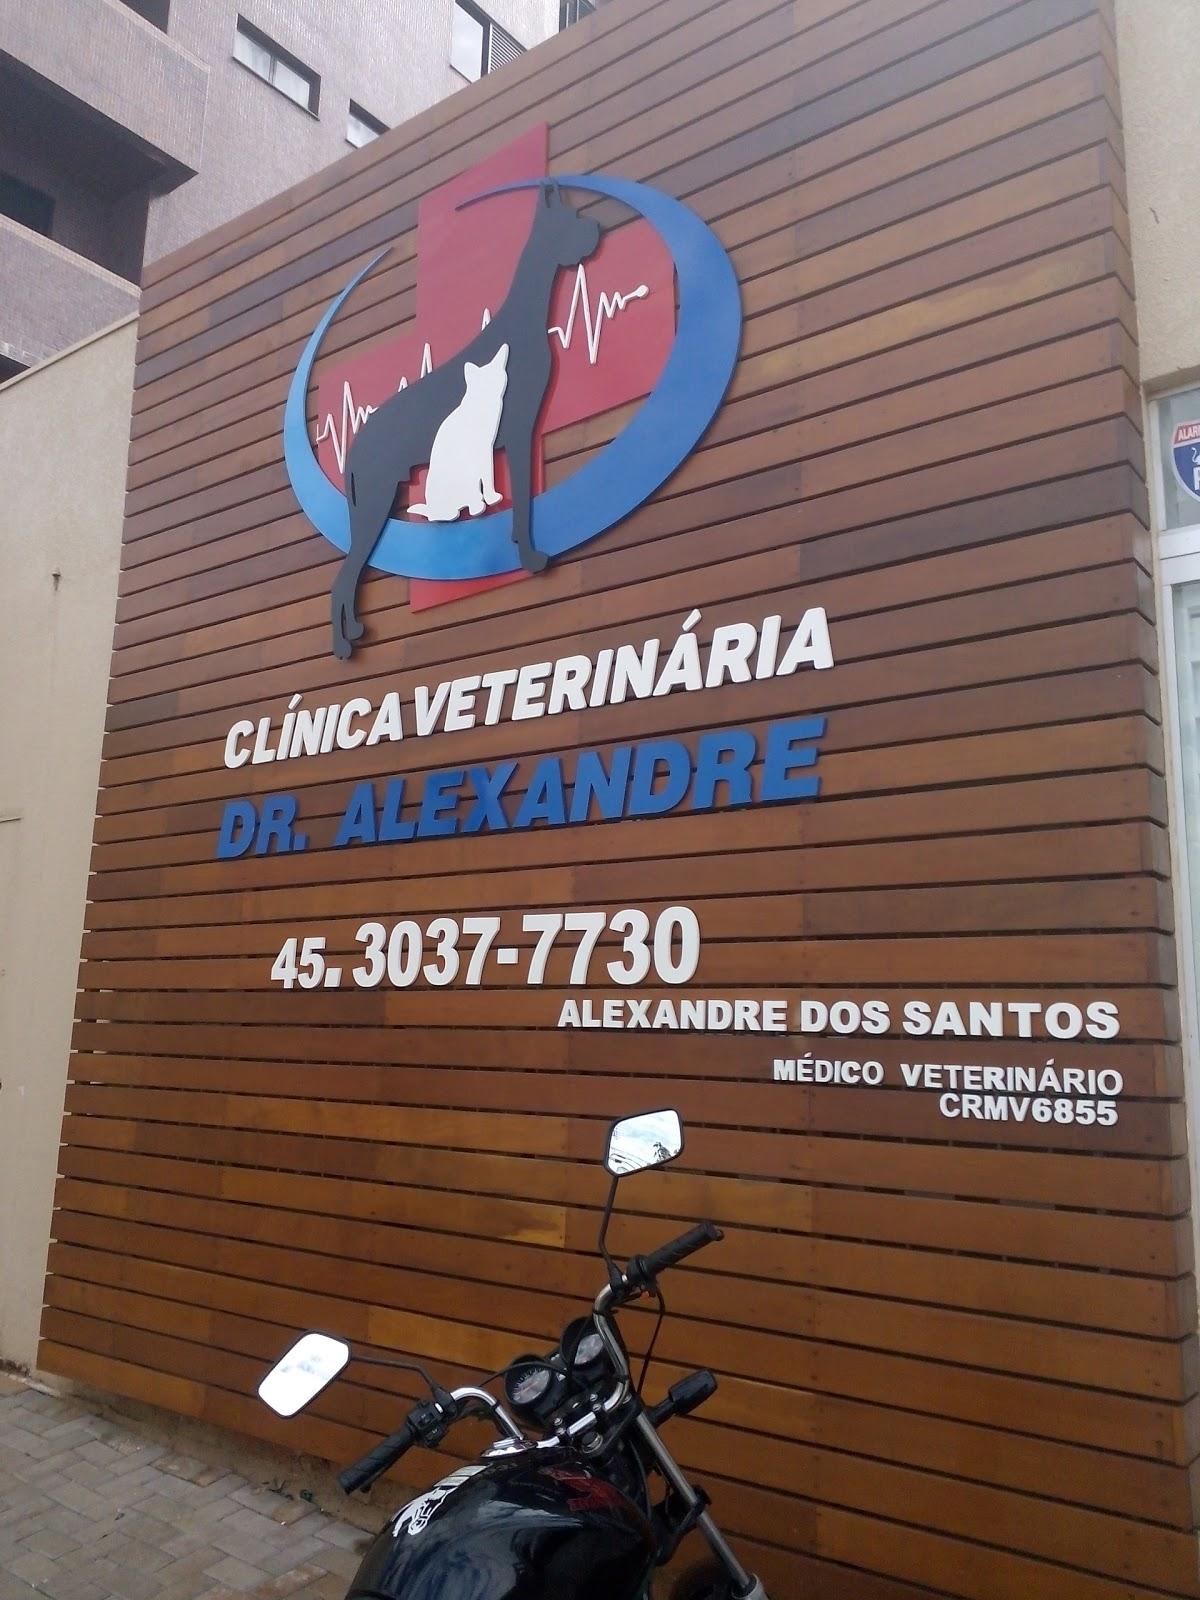 CLÍNICA VETERINÁRIA
DR. ALEXANDRE
45. 3037-7730
ALEXANDRE DOS SANTOS
MÉDICO VETERINÁRIO
CRMV6855